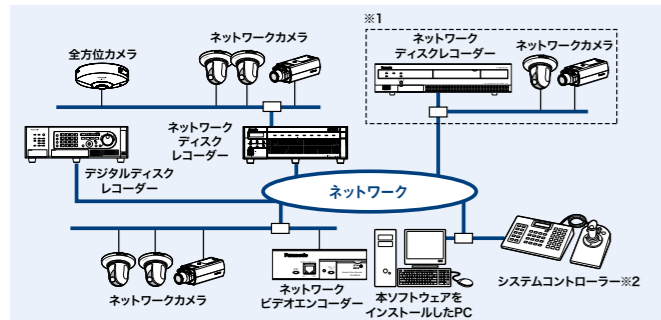 ※1
ネットワークカメラ
全方位カメラ
ネットワーク
ディスクレコーダー
ネットワークカメラ
ネットワーク
ディスク
レコーダー
デジタルディスク
レコーダー
ネットワーク
ネットワークカメラ
Panasonic
ネットワーク
ビデオエンコーダー
本ソフトウェアを
インストールしたPC
システムコントローラー※2